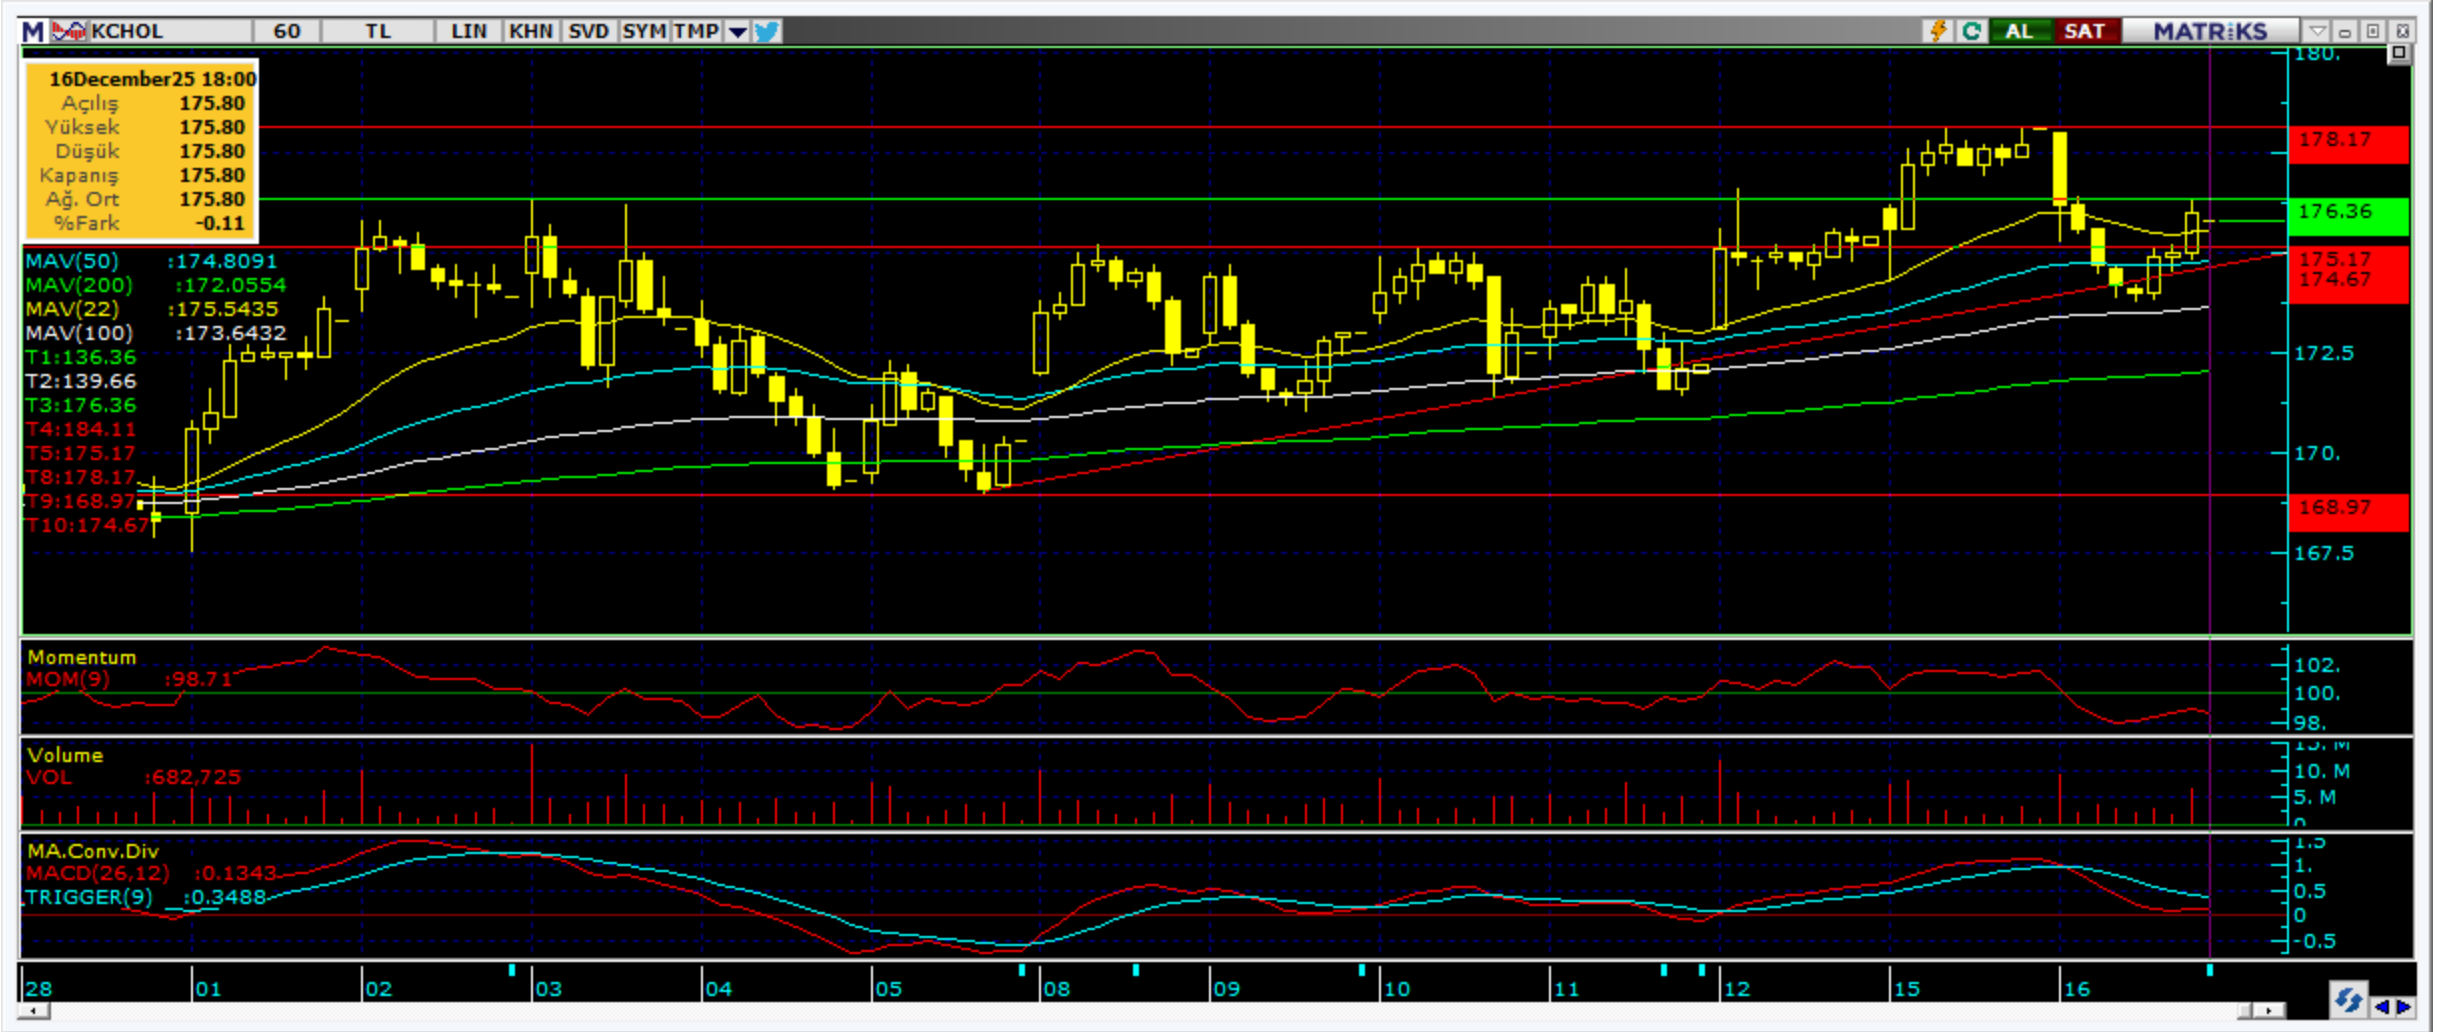 M KCHOL 60 TL LIN KHN SVD SYM TMP AL SAT MATRiKS
16December25 18:00
Açılış 175.80
Yüksek 175.80
Düşük 175.80
Kapanış 175.80
Ağ. Ort 175.80
%Fark -0.11
MAV(50) :174.8091
MAV(200) :172.0554
MAV(22) :175.5435
MAV(100) :173.6432
T1:136.36
T2:139.66
T3:176.36
T4:184.11
T5:175.17
T8:178.17
T9:168.97
T10:174.67
180.
178.17
176.36
175.17
174.67
172.5
170.
168.97
167.5
Momentum
MOM(9) :98.71
102.
100.
98.
Volume
VOL :682,725
15. M
10. M
5. M
0
MA.Conv.Div
MACD(26,12) :0.1343
TRIGGER(9) :0.3488
1.5
1.
0.5
0
-0.5
28 01 02 03 04 05 08 09 10 11 12 15 16